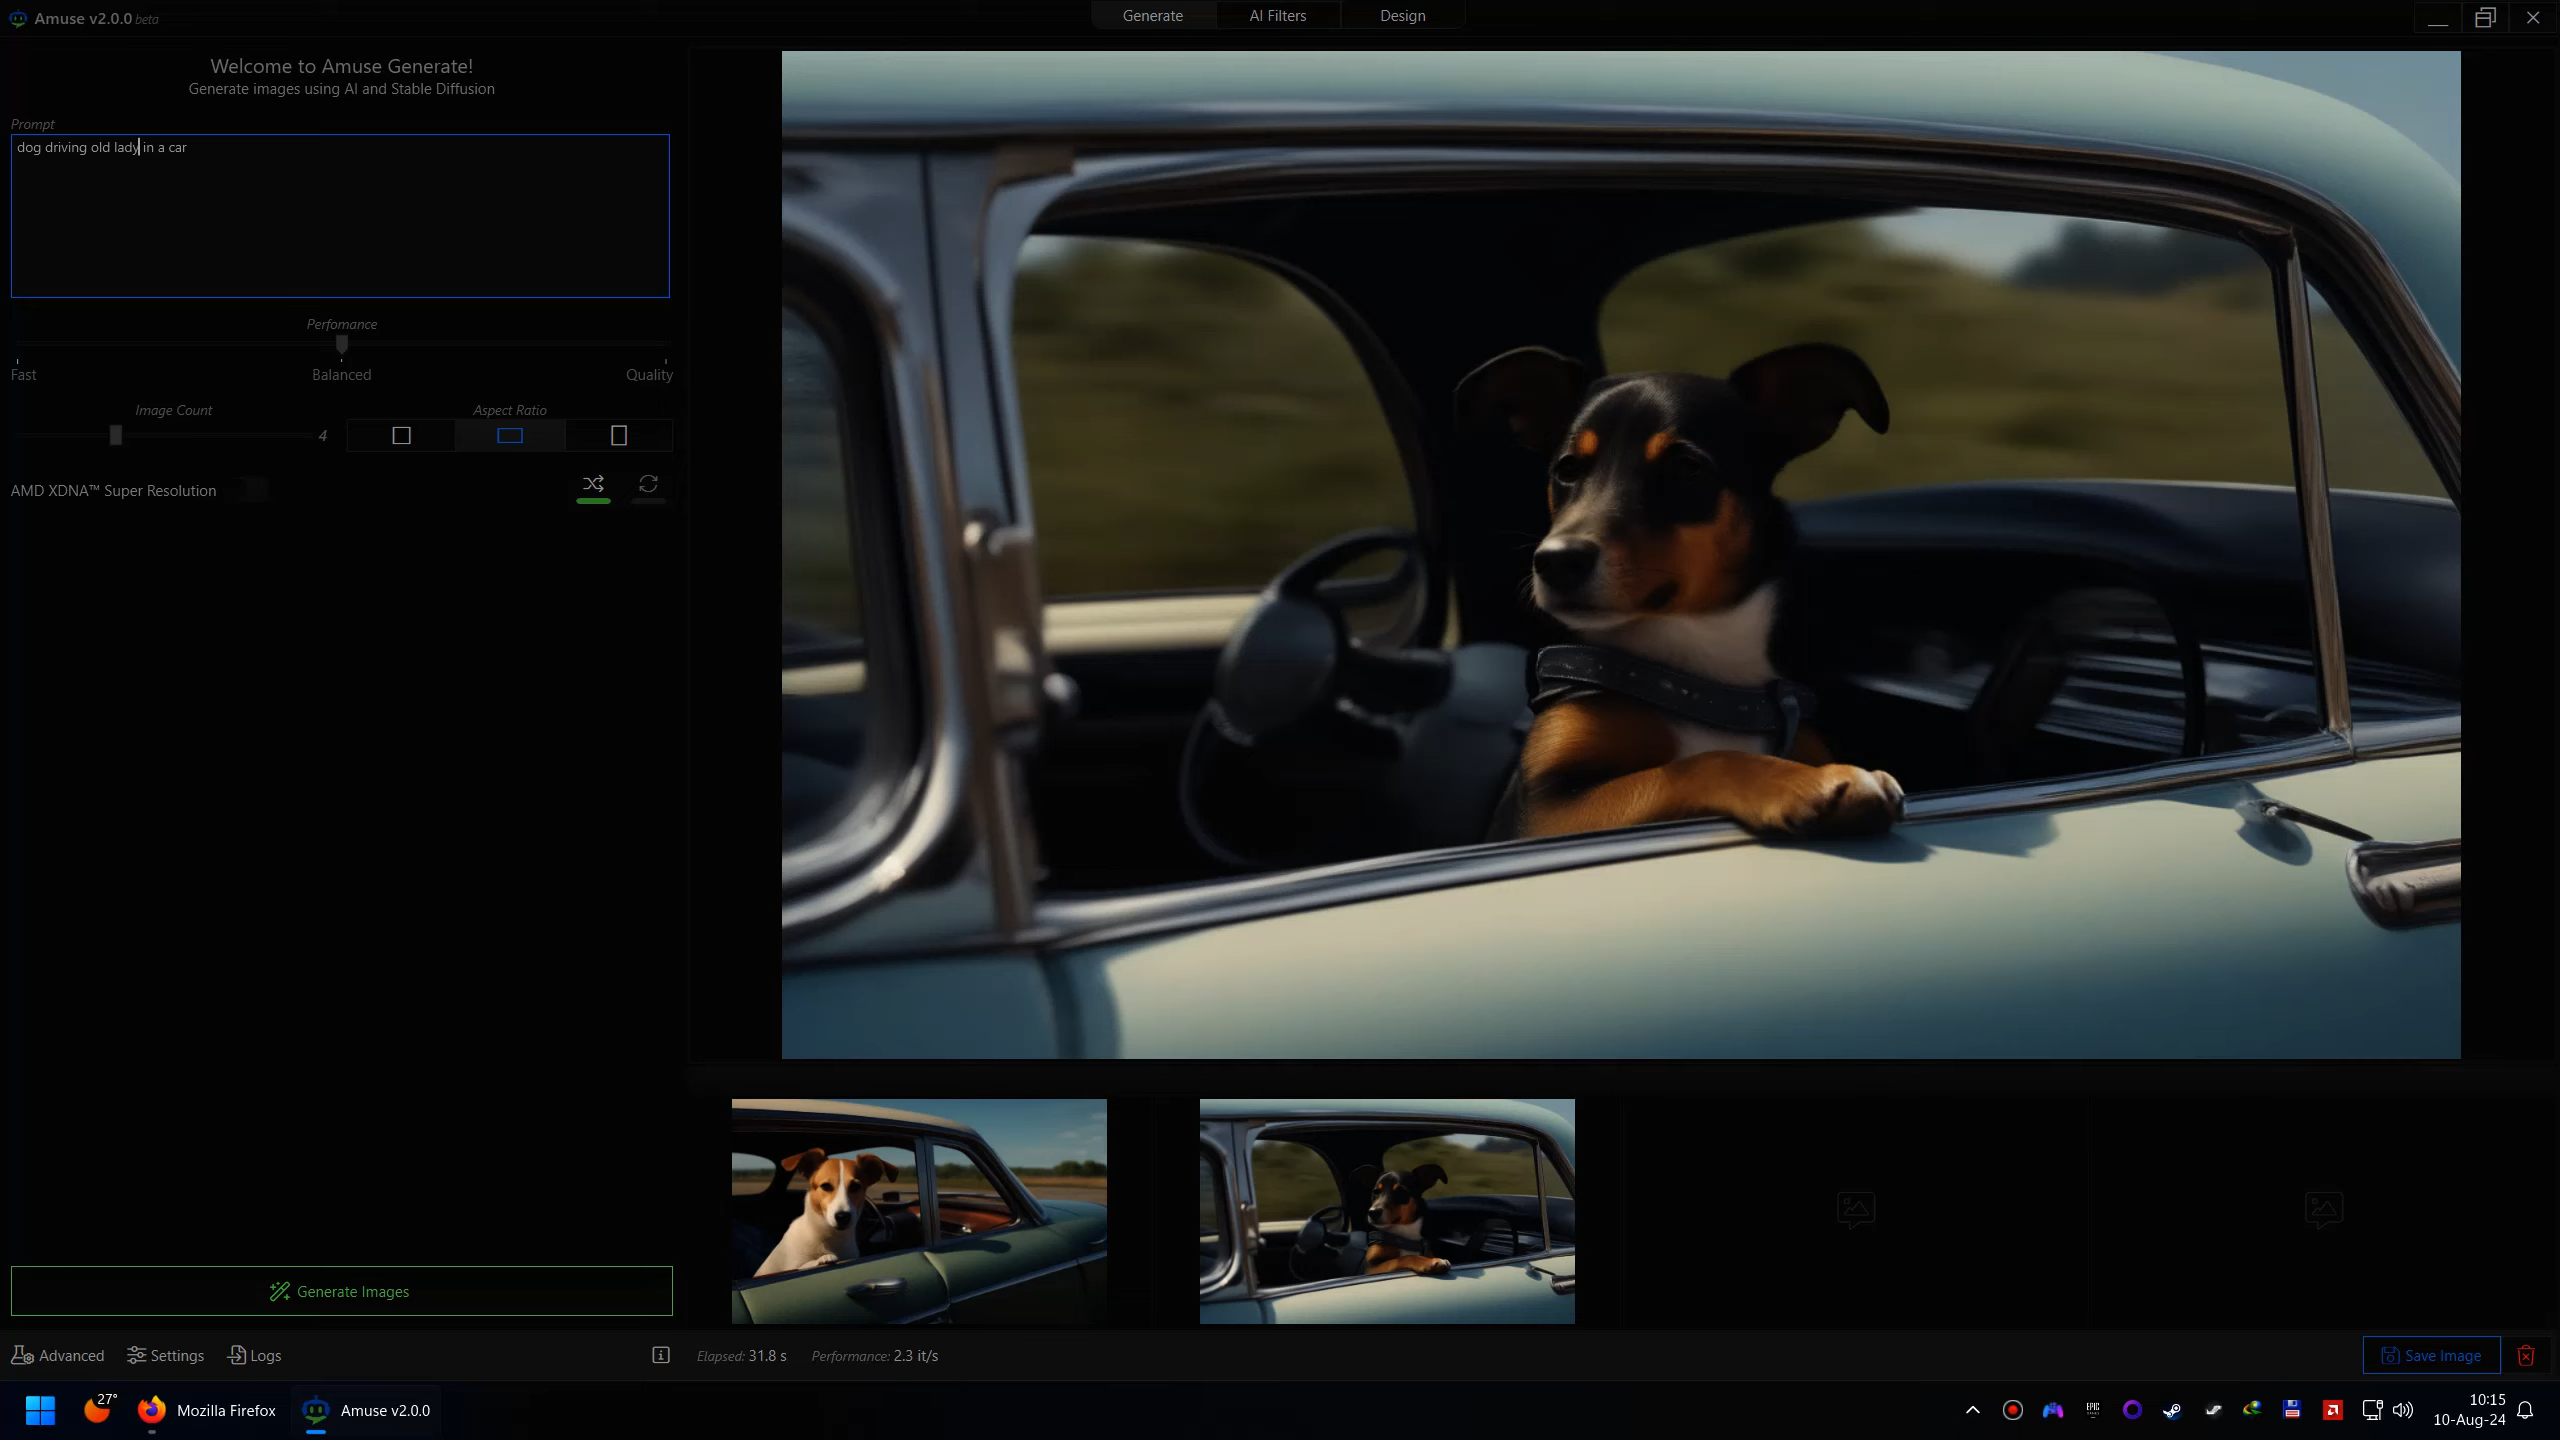 Amuse v2.0.0 beta
Generate
AI Filters
Design
Welcome to Amuse Generate!
Generate images using AI and Stable Diffusion
Prompt
dog driving old lady in a car
Perfomance
Fast
Balanced
Quality
Image Count
Aspect Ratio
4
AMD XDNA™ Super Resolution
Generate Images
Advanced
Settings
Logs
Elapsed: 31.8 s
Performance: 2.3 it/s
Save Image
27°
Mozilla Firefox
Amuse v2.0.0
EPIC
10:15
10-Aug-24